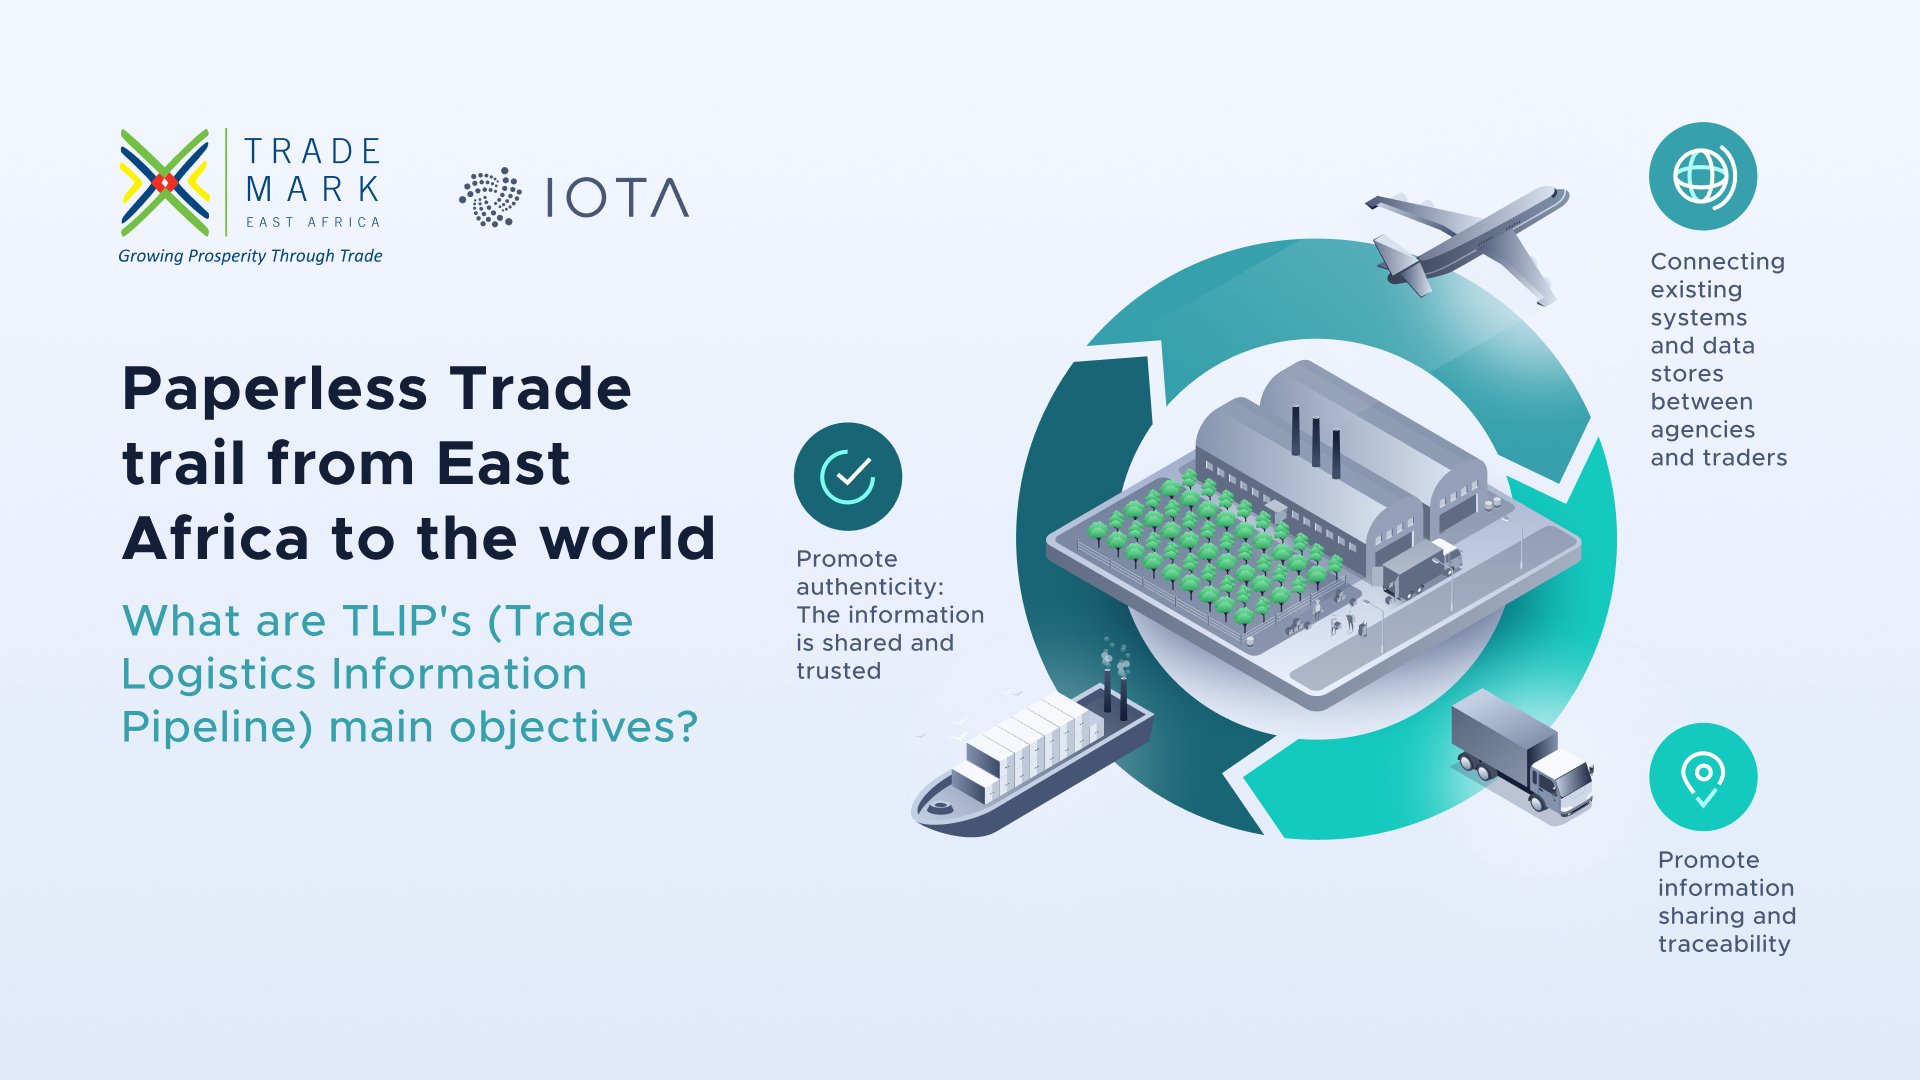 TRADE
MARK
EAST AFRICA
Growing Prosperity Through Trade
IOTA
Paperless Trade
trail from East
Africa to the world
What are TLIP's (Trade
Logistics Information
Pipeline) main objectives?
Promote
authenticity:
The information
is shared and
trusted
Connecting
existing
systems
and data
stores
between
agencies
and traders
Promote
information
sharing and
traceability